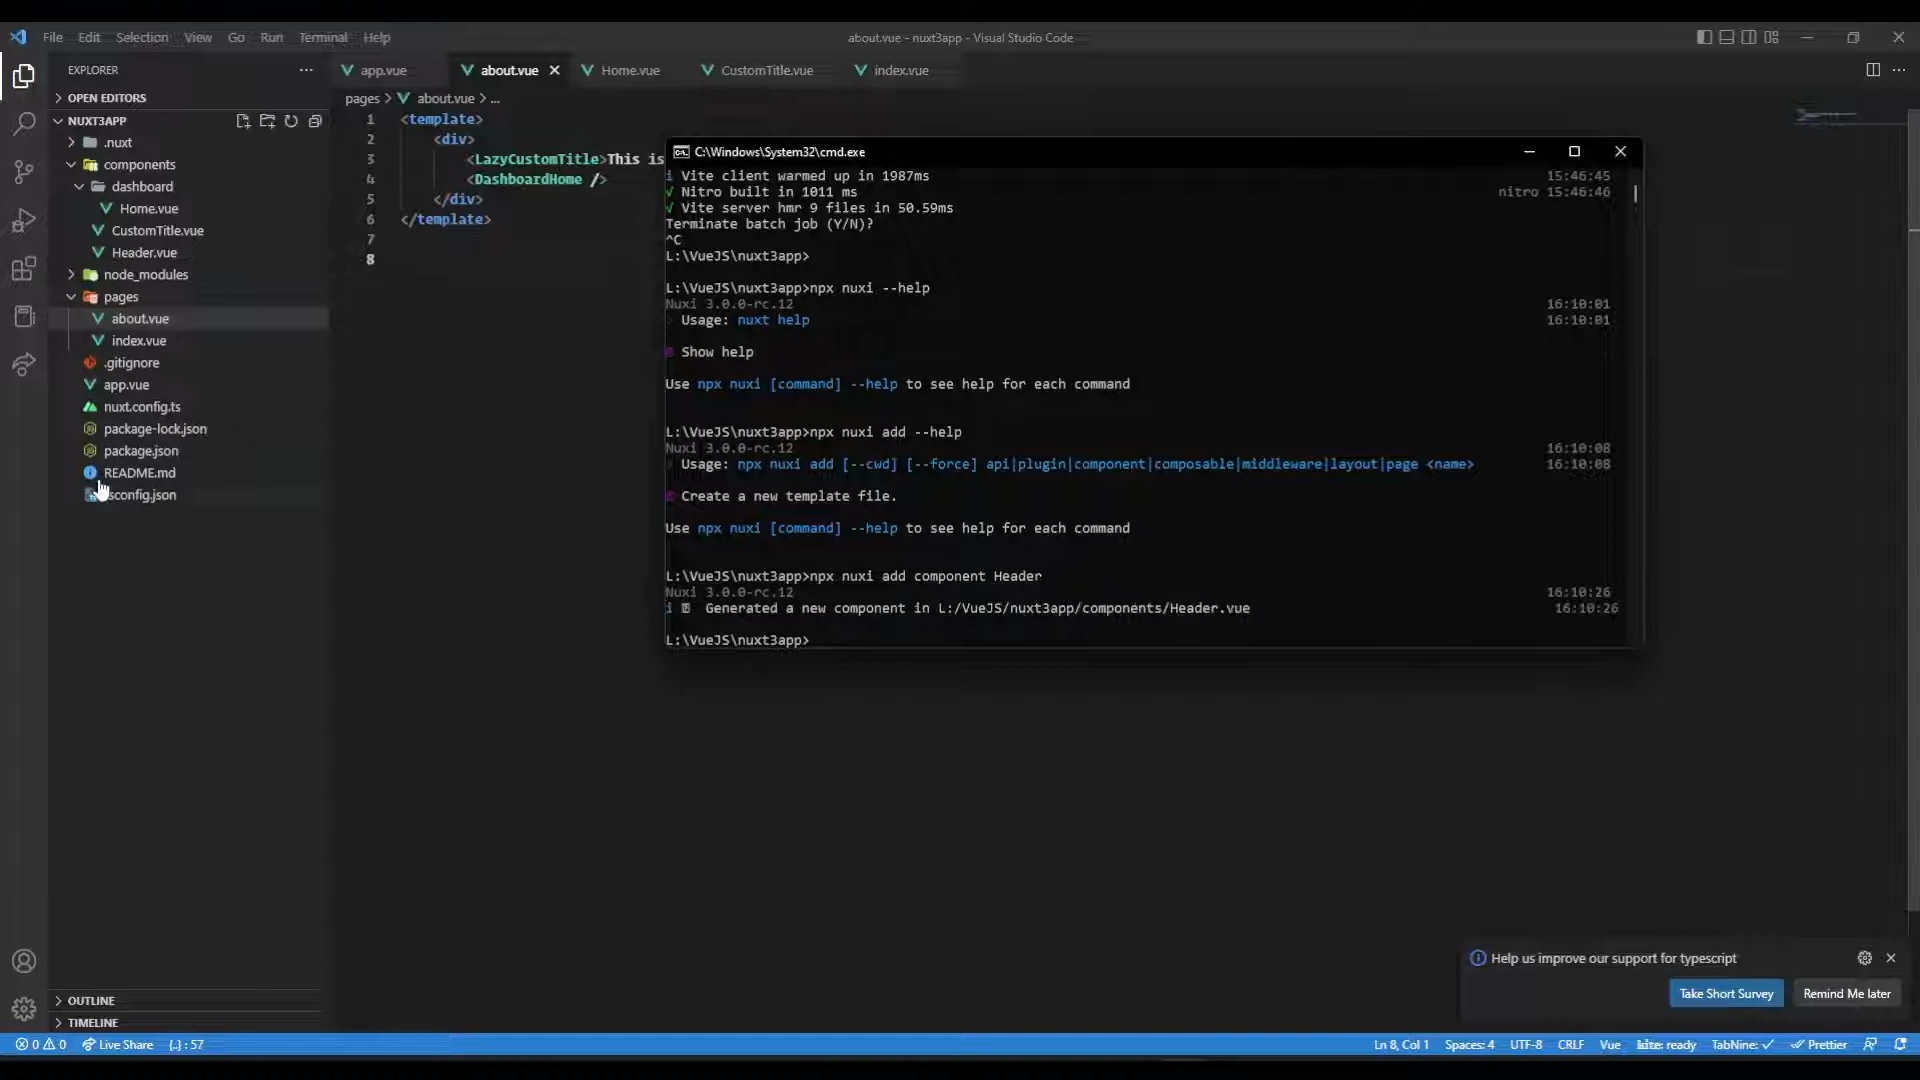 File Edit Selection View Go Run Terminal Help
about.vue - nuxt3app - Visual Studio Code
EXPLORER
app.vue
about.vue
Home.vue
CustomTitle.vue
index.vue
OPEN EDITORS
NUXT3APP
.nuxt
components
dashboard
Home.vue
CustomTitle.vue
Header.vue
node_modules
pages
about.vue
index.vue
.gitignore
app.vue
nuxt.config.ts
package-lock.json
package.json
README.md
sconfig.json
OUTLINE
TIMELINE
pages > about.vue > ...
1 <template>
2 <div>
3 <LazyCustomTitle>This is
4 <DashboardHome />
5 </div>
6 </template>
7
8
C:\Windows\System32\cmd.exe
i Vite client warmed up in 1987ms 15:46:45
√ Nitro built in 1011 ms nitro 15:46:46
√ Vite server hmr 9 files in 50.59ms
Terminate batch job (Y/N)?
^C
L:\VueJS\nuxt3app>
L:\VueJS\nuxt3app>npx nuxi --help
Nuxi 3.0.0-rc.12 16:10:01
Usage: nuxt help 16:10:01
Show help
Use npx nuxi [command] --help to see help for each command
L:\VueJS\nuxt3app>npx nuxi add --help
Nuxi 3.0.0-rc.12 16:10:08
Usage: npx nuxi add [--cwd] [--force] api|plugin|component|composable|middleware|layout|page <name> 16:10:08
Create a new template file.
Use npx nuxi [command] --help to see help for each command
L:\VueJS\nuxt3app>npx nuxi add component Header
Nuxi 3.0.0-rc.12 16:10:26
i Generated a new component in L:/VueJS/nuxt3app/components/Header.vue 16:10:26
L:\VueJS\nuxt3app>
Help us improve our support for typescript
Take Short Survey
Remind Me later
0 0 Live Share {..} : 57
Ln 8, Col 1 Spaces: 4 UTF-8 CRLF Vue ready TabNine: ✓ Prettier